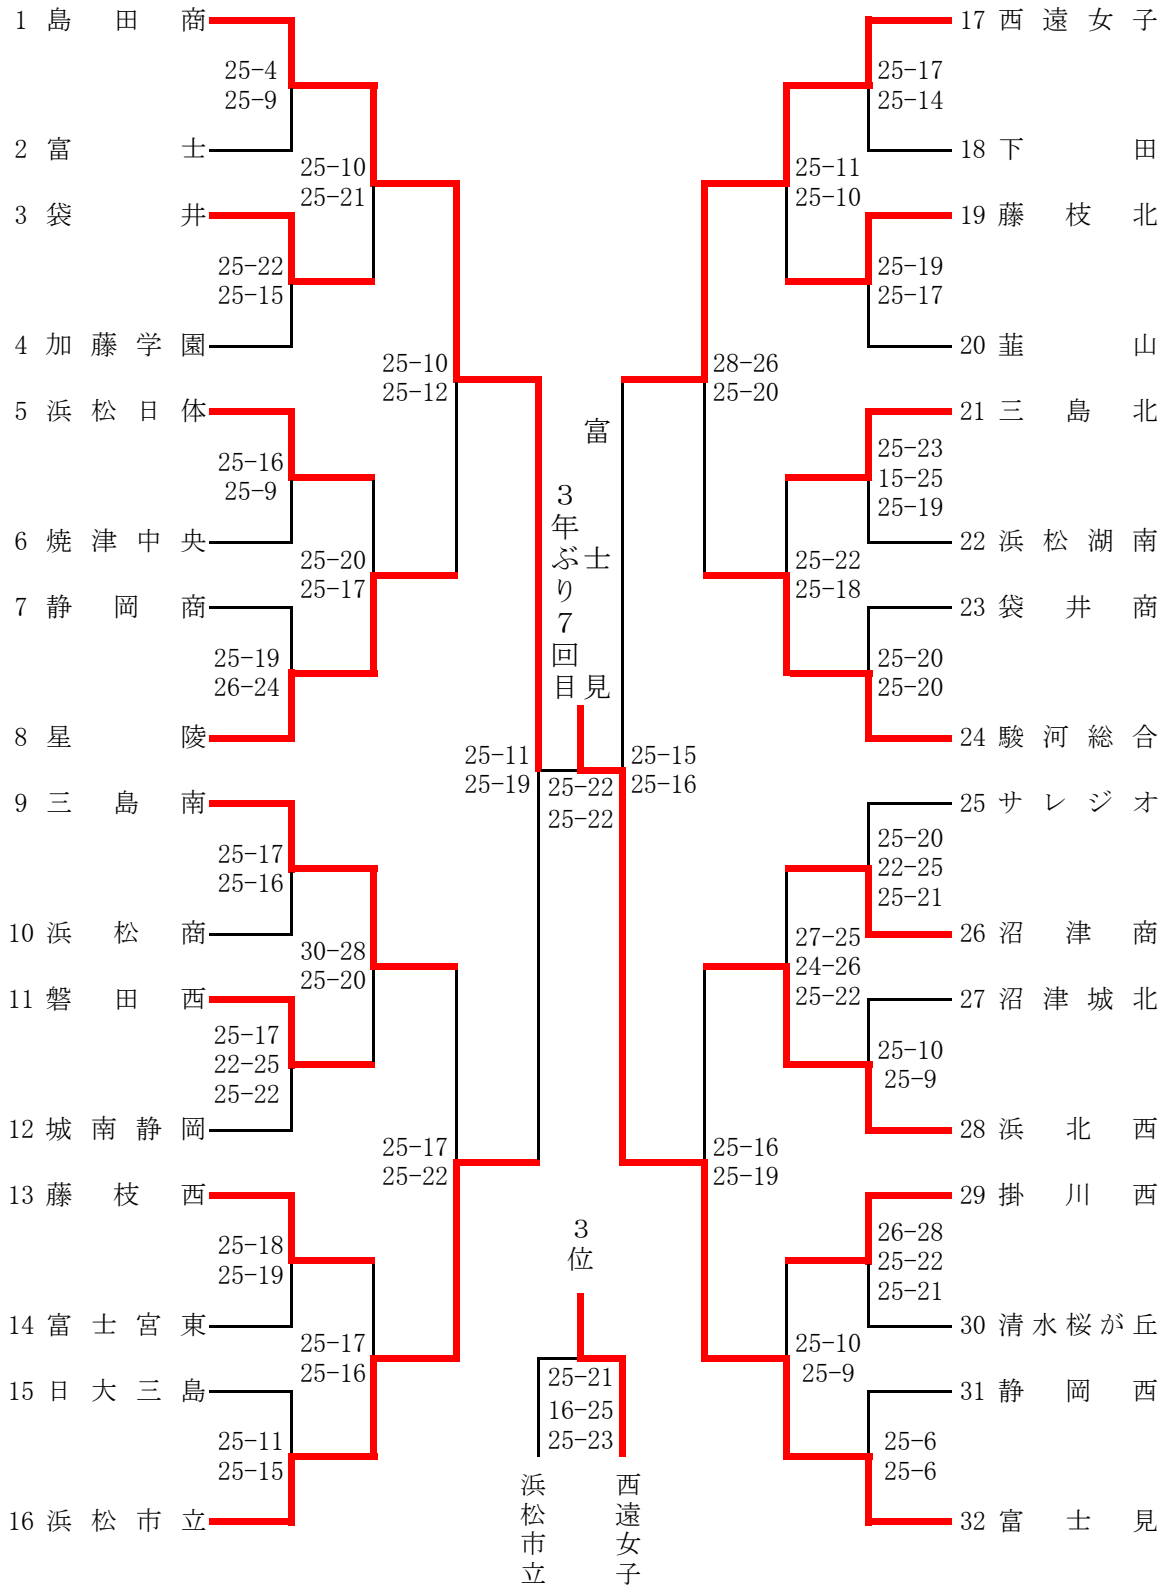 1 島田商
25-4
25-9
2 富士
25-10
25-21
3 袋井
25-22
25-15
4 加藤学園
25-10
25-12
5 浜松日体
25-16
25-9
6 焼津中央
25-20
25-17
7 静岡商
25-19
26-24
8 星陵
25-11
25-19
9 三島南
25-17
25-16
10 浜松商
30-28
25-20
11 磐田西
25-17
22-25
25-22
12 城南静岡
25-17
25-22
13 藤枝西
25-18
25-19
14 富士宮東
25-17
25-16
15 日大三島
25-11
25-15
16 浜松市立
富士見
3年ぶり7回目
25-22
25-22
3位
25-21
16-25
25-23
浜松市立
西遠女子
17 西遠女子
25-17
25-14
18 下田
25-11
25-10
19 藤枝北
25-19
25-17
20 韮山
28-26
25-20
21 三島北
25-23
15-25
25-19
22 浜松湖南
25-22
25-18
23 袋井商
25-20
25-20
24 駿河総合
25-15
25-16
25 サレジオ
25-20
22-25
25-21
26 沼津商
27-25
24-26
25-22
27 沼津城北
25-10
25-9
28 浜北西
25-16
25-19
29 掛川西
26-28
25-22
25-21
30 清水桜が丘
25-10
25-9
31 静岡西
25-6
25-6
32 富士見